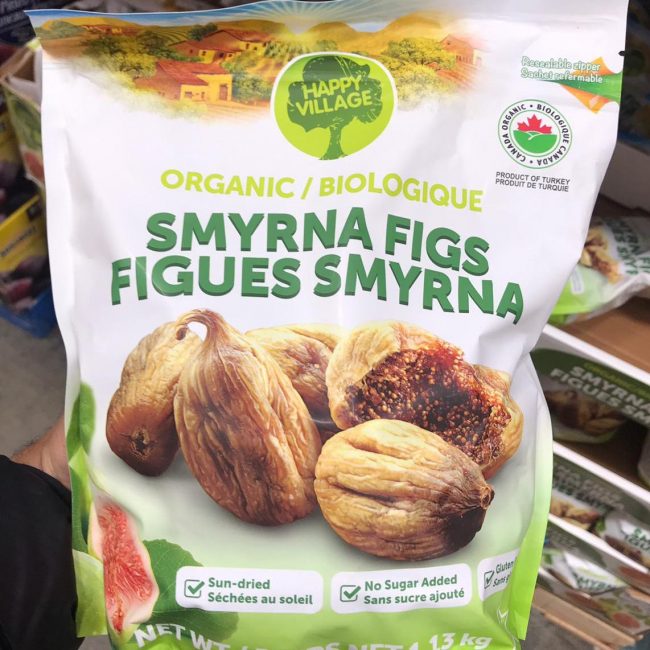 HAPPY
VILLAGE
Resealable zipper
Sachet refermable
CANADA ORGANIC • BIOLOGIQUE CANADA •
PRODUCT OF TURKEY
PRODUIT DE TURQUIE
ORGANIC / BIOLOGIQUE
SMYRNA FIGS
FIGUES SMYRNA
Sun-dried
Séchées au soleil
No Sugar Added
Sans sucre ajouté
Gluten
Sans
NET WT 1,13 kg
SMYRNA
FIGUES SM